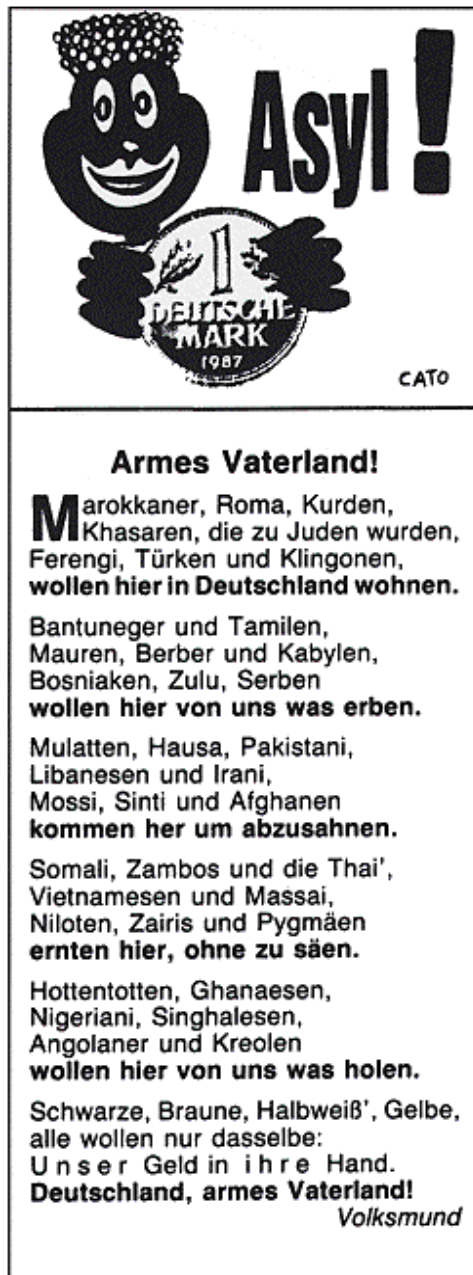 Asyl!
1
DEUTSCHE
MARK
1987
CATO
Armes Vaterland!
Marokkaner, Roma, Kurden,
Khasaren, die zu Juden wurden,
Ferengi, Türken und Klingonen,
wollen hier in Deutschland wohnen.
Bantuneger und Tamilen,
Mauren, Berber und Kabylen,
Bosniaken, Zulu, Serben
wollen hier von uns was erben.
Mulatten, Hausa, Pakistani,
Libanesen und Irani,
Mossi, Sinti und Afghanen
kommen her um abzusahnen.
Somali, Zambos und die Thai',
Vietnamesen und Massai,
Niloten, Zairis und Pygmäen
ernten hier, ohne zu säen.
Hottentotten, Ghanaesen,
Nigeriani, Singhalesen,
Angolaner und Kreolen
wollen hier von uns was holen.
Schwarze, Braune, Halbweiß', Gelbe,
alle wollen nur dasselbe:
U n s e r Geld in i h r e Hand.
Deutschland, armes Vaterland!
Volksmund